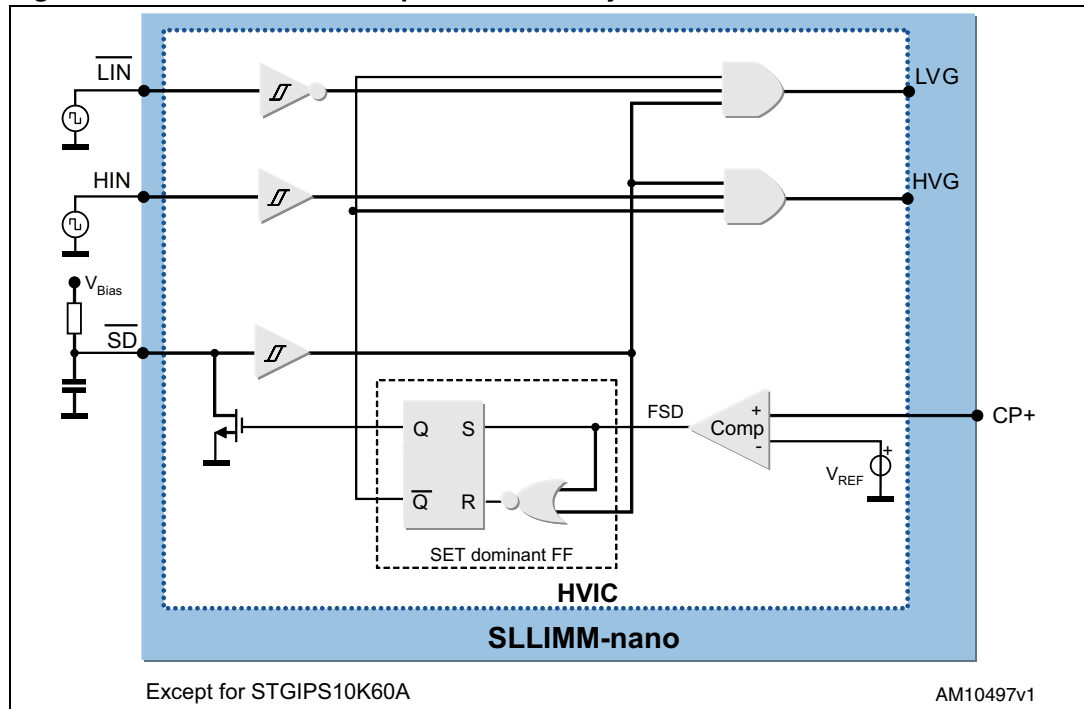 LIN
LVG
HIN
HVG
VBias
SD
FSD
+
CP+
Q
S
Comp
-
+
VREF
Q
R
SET dominant FF
HVIC
SLLIMM-nano
Except for STGIPS10K60A
AM10497v1